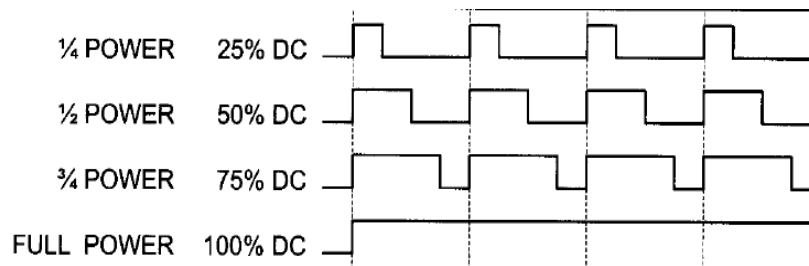 ¼ POWER 25% DC
½ POWER 50% DC
¾ POWER 75% DC
FULL POWER 100% DC